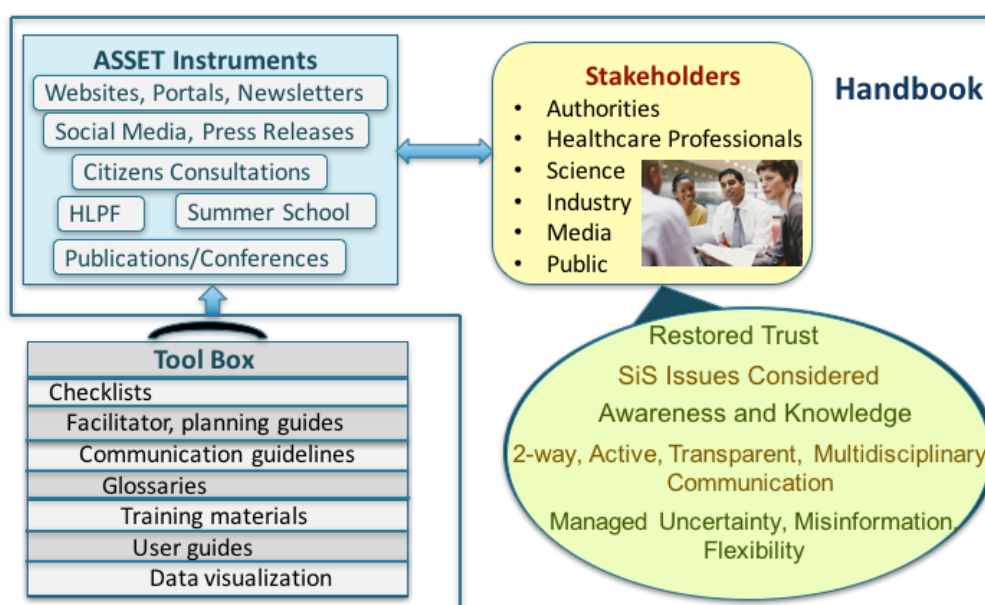 ASSET Instruments
Websites, Portals, Newsletters
Social Media, Press Releases
Citizens Consultations
HLPF
Summer School
Publications/Conferences
Stakeholders
• Authorities
• Healthcare Professionals
• Science
• Industry
• Media
• Public
Handbook
Tool Box
Checklists
Facilitator, planning guides
Communication guidelines
Glossaries
Training materials
User guides
Data visualization
Restored Trust
SiS Issues Considered
Awareness and Knowledge
2-way, Active, Transparent, Multidisciplinary
Communication
Managed Uncertainty, Misinformation,
Flexibility